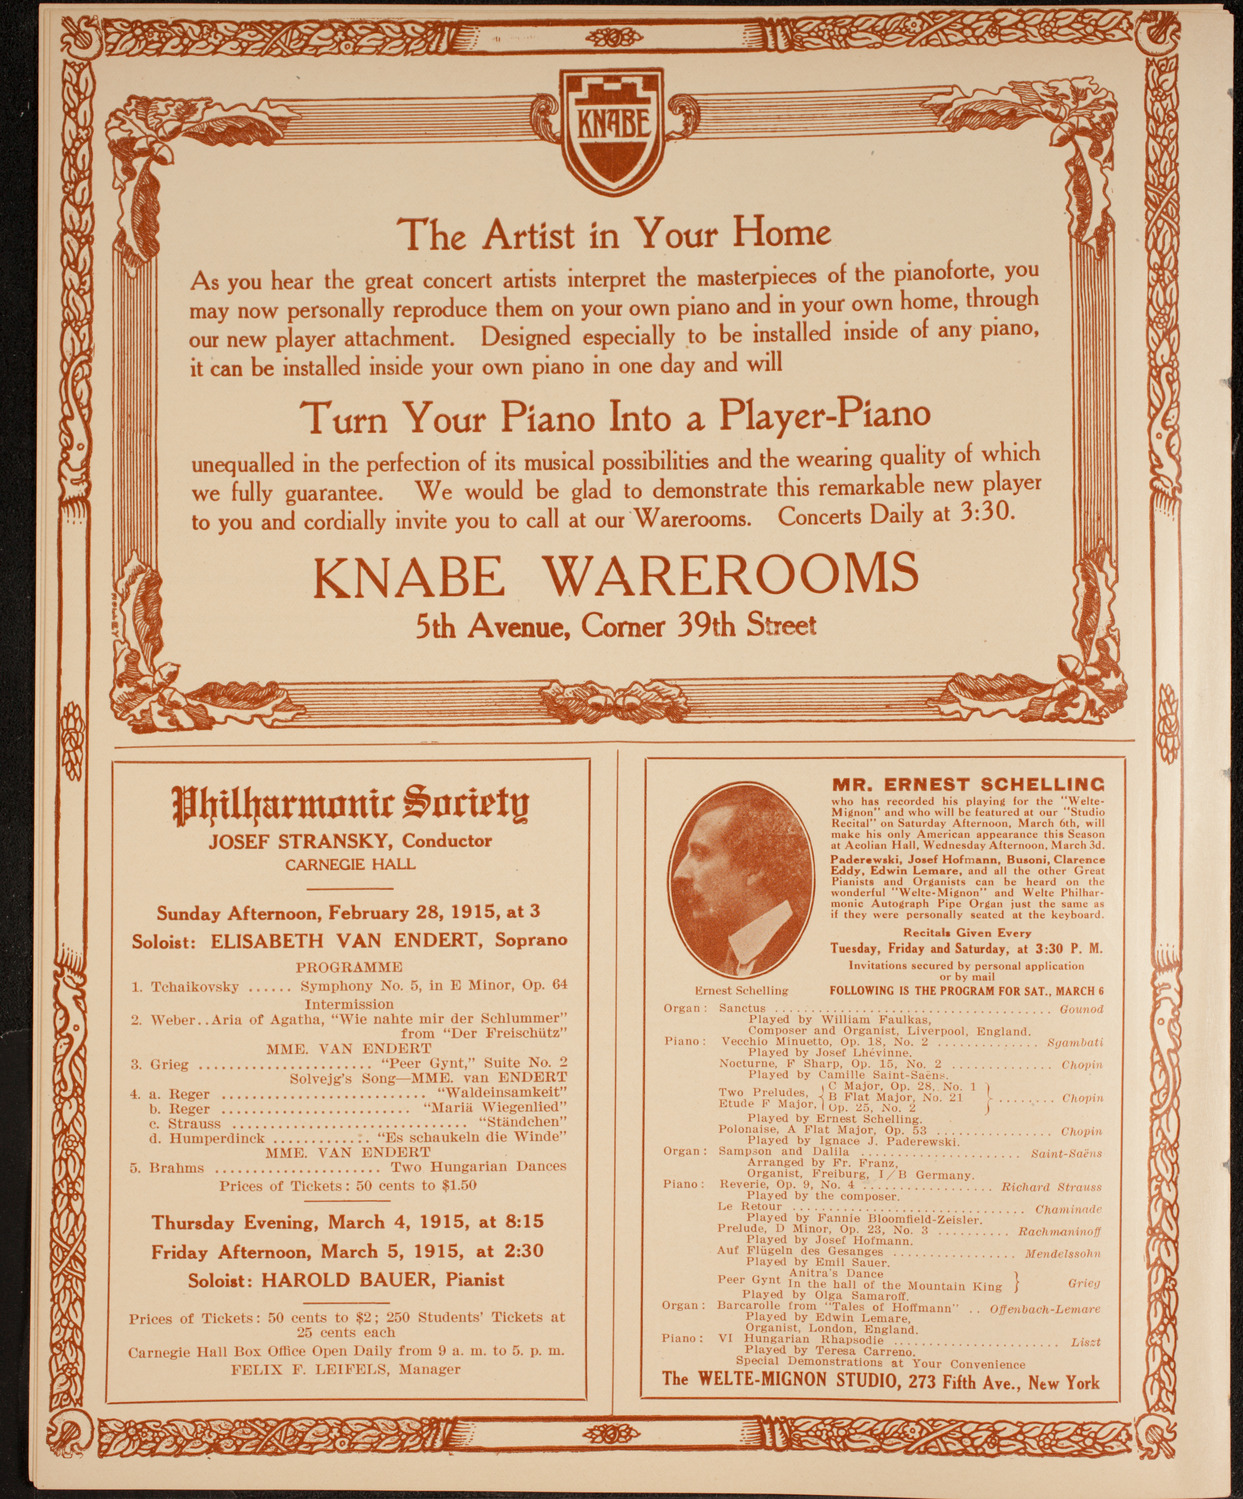 KNABE
The Artist in Your Home
As you hear the great concert artists interpret the masterpieces of the pianoforte, you
may now personally reproduce them on your own piano and in your own home, through
our new player attachment. Designed especially to be installed inside of any piano,
it can be installed inside your own piano in one day and will
Turn Your Piano Into a Player-Piano
unequalled in the perfection of its musical possibilities and the wearing quality of which
we fully guarantee. We would be glad to demonstrate this remarkable new player
to you and cordially invite you to call at our Warerooms. Concerts Daily at 3:30.
KNABE WAREROOMS
5th Avenue, Corner 39th Street
Philharmonic Society
JOSEF STRANSKY, Conductor
CARNEGIE HALL
Sunday Afternoon, February 28, 1915, at 3
Soloist: ELISABETH VAN ENDERT, Soprano
PROGRAMME
1. Tchaikovsky ...... Symphony No. 5, in E Minor, Op. 64
Intermission
2. Weber..Aria of Agatha, "Wie nahte mir der Schlummer"
from "Der Freischütz"
MME. VAN ENDERT
3. Grieg ........................ "Peer Gynt," Suite No. 2
Solvejg's Song—MME. van ENDERT
4. a. Reger ............................ "Waldeinsamkeit"
b. Reger .......................... "Mariä Wiegenlied"
c. Strauss .................................. "Ständchen"
d. Humperdinck ............. "Es schaukeln die Winde"
MME. VAN ENDERT
5. Brahms ..................... Two Hungarian Dances
Prices of Tickets: 50 cents to $1.50
Thursday Evening, March 4, 1915, at 8:15
Friday Afternoon, March 5, 1915, at 2:30
Soloist: HAROLD BAUER, Pianist
Prices of Tickets: 50 cents to $2; 250 Students' Tickets at
25 cents each
Carnegie Hall Box Office Open Daily from 9 a. m. to 5. p. m.
FELIX F. LEIFELS, Manager
Ernest Schelling
MR. ERNEST SCHELLING
who has recorded his playing for the "Welte-
Mignon" and who will be featured at our "Studio
Recital" on Saturday Afternoon, March 6th, will
make his only American appearance this Season
at Aeolian Hall, Wednesday Afternoon, March 3d.
Paderewski, Josef Hofmann, Busoni, Clarence
Eddy, Edwin Lemare, and all the other Great
Pianists and Organists can be heard on the
wonderful "Welte-Mignon" and Welte Philhar-
monic Autograph Pipe Organ just the same as
if they were personally seated at the keyboard.
Recitals Given Every
Tuesday, Friday and Saturday, at 3:30 P. M.
Invitations secured by personal application
or by mail
FOLLOWING IS THE PROGRAM FOR SAT., MARCH 6
Organ: Sanctus .................................... Gounod
Played by William Faulkas,
Composer and Organist, Liverpool, England.
Piano: Vecchio Minuetto, Op. 18, No. 2 .............. Sgambati
Played by Josef Lhévinne.
Nocturne, F Sharp, Op. 15, No. 2 ................ Chopin
Played by Camille Saint-Saëns.
Two Preludes, { C Major, Op. 28, No. 1 }
B Flat Major, No. 21 ........ Chopin
Etude F Major, Op. 25, No. 2
Played by Ernest Schelling.
Polonaise, A Flat Major, Op. 53 ................ Chopin
Played by Ignace J. Paderewski.
Organ: Sampson and Dalila ...................... Saint-Saëns
Arranged by Fr. Franz,
Organist, Freiburg, I/B Germany.
Piano: Reverie, Op. 9, No. 4 .................. Richard Strauss
Played by the composer.
Le Retour ................................ Chaminade
Played by Fannie Bloomfield-Zeisler.
Prelude, D Minor, Op. 23, No. 3 .......... Rachmaninoff
Played by Josef Hofmann.
Auf Flügeln des Gesanges ................. Mendelssohn
Played by Emil Sauer.
Anitra's Dance
Peer Gynt In the hall of the Mountain King } Grieg
Played by Olga Samaroff.
Organ: Barcarolle from "Tales of Hoffmann" .. Offenbach-Lemare
Played by Edwin Lemare,
Organist, London, England.
Piano: VI Hungarian Rhapsodie ....................... Liszt
Played by Teresa Carreno.
Special Demonstrations at Your Convenience
The WELTE-MIGNON STUDIO, 273 Fifth Ave., New York